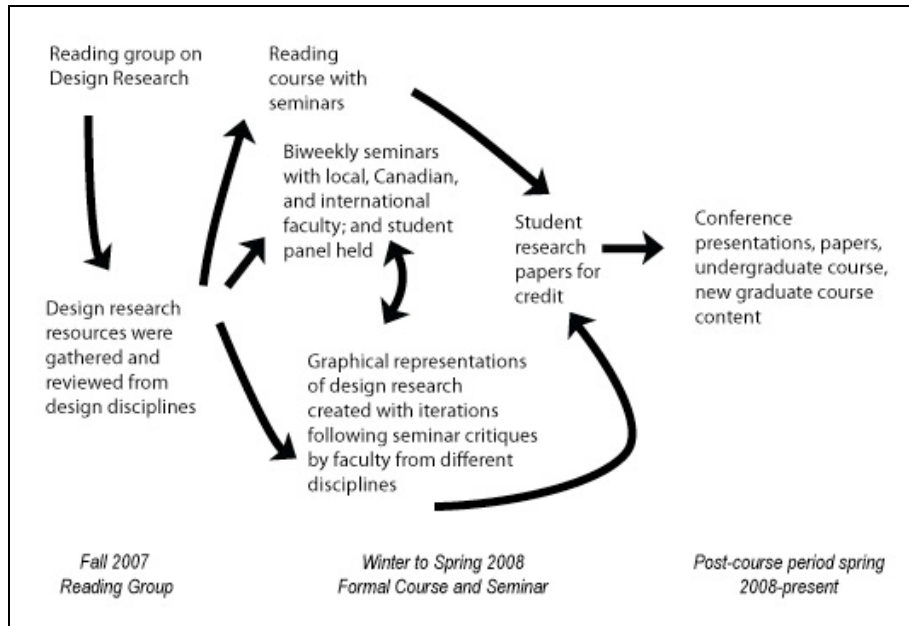 Reading group on
Design Research
Reading
course with
seminars
Biweekly seminars
with local, Canadian,
and international
faculty; and student
panel held
Student
research
papers for
credit
Conference
presentations, papers,
undergraduate course,
new graduate course
content
Design research
resources were
gathered and
reviewed from
design disciplines
Graphical representations
of design research
created with iterations
following seminar critiques
by faculty from different
disciplines
Fall 2007
Reading Group
Winter to Spring 2008
Formal Course and Seminar
Post-course period spring
2008-present